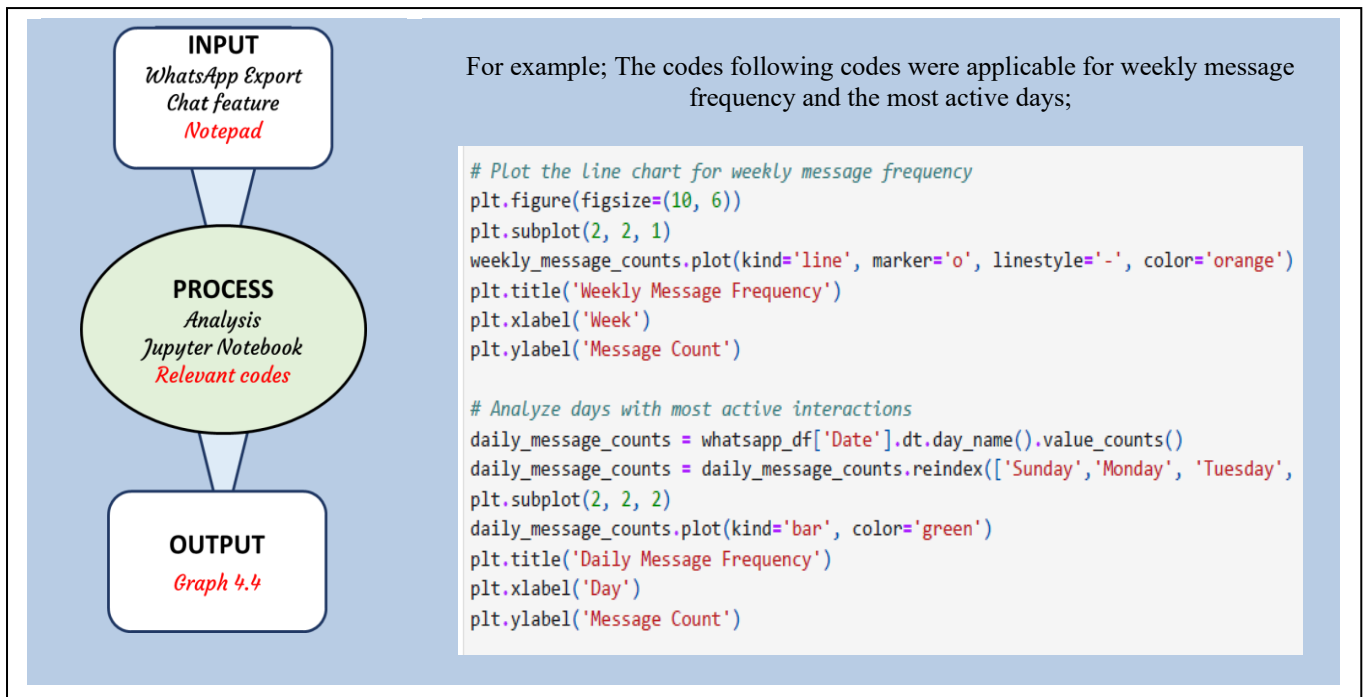 INPUT
WhatsApp Export
Chat feature
Notepad
PROCESS
Analysis
Jupyter Notebook
Relevant codes
OUTPUT
Graph 4.4
For example; The codes following codes were applicable for weekly message
frequency and the most active days;
# Plot the line chart for weekly message frequency
plt.figure(figsize=(10, 6))
plt.subplot(2, 2, 1)
weekly_message_counts.plot(kind='line', marker='o', linestyle='-', color='orange')
plt.title('Weekly Message Frequency')
plt.xlabel('Week')
plt.ylabel('Message Count')
# Analyze days with most active interactions
daily_message_counts = whatsapp_df['Date'].dt.day_name().value_counts()
daily_message_counts = daily_message_counts.reindex(['Sunday','Monday', 'Tuesday',
plt.subplot(2, 2, 2)
daily_message_counts.plot(kind='bar', color='green')
plt.title('Daily Message Frequency')
plt.xlabel('Day')
plt.ylabel('Message Count')